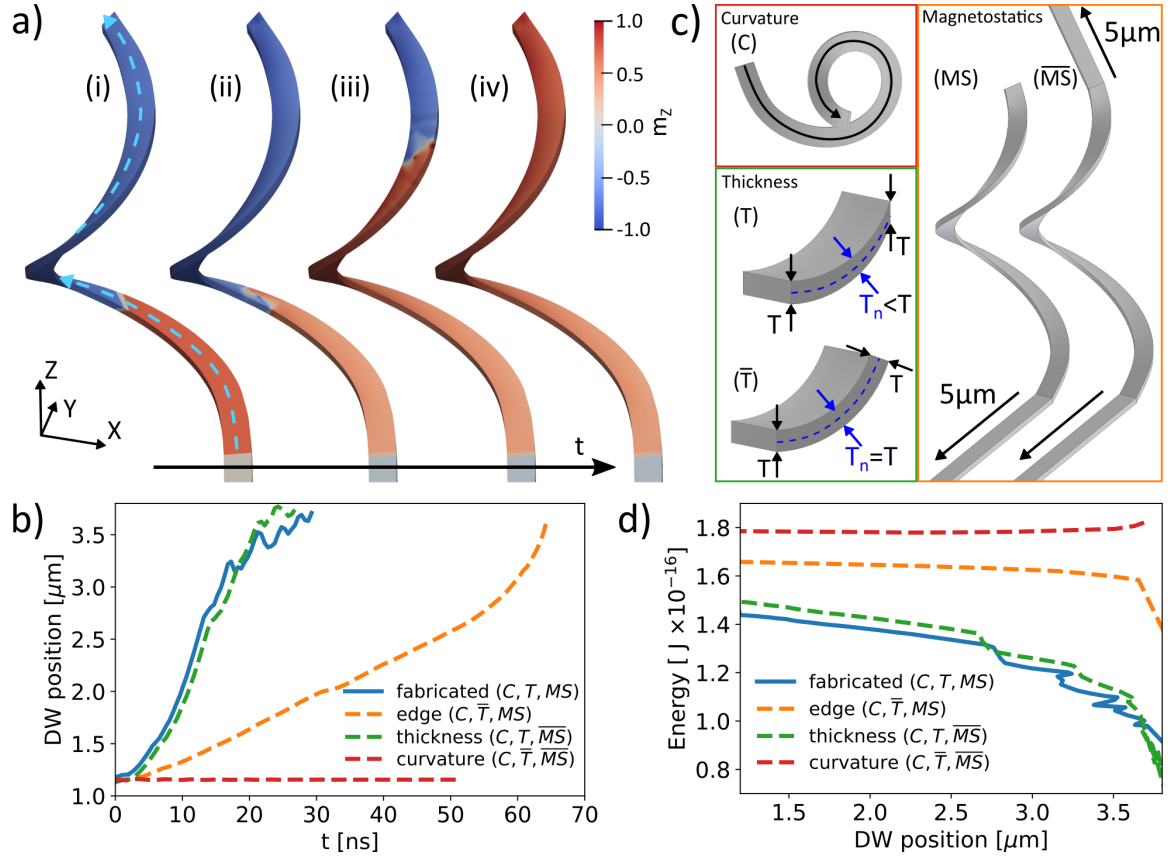 a)
(i)
(ii)
(iii)
(iv)
1.0
0.5
0.0
-0.5
-1.0
m_Z
Z
Y
X
t
c)
Curvature
(C)
Thickness
(T)
T
T
Tₙ<T
(T̅)
T
T
Tₙ=T
Magnetostatics
(MS)
(M̅S̅)
5μm
5μm
b)
DW position [μm]
3.5
3.0
2.5
2.0
1.5
1.0
0
10
20
30
40
50
60
70
t [ns]
fabricated (C, T, MS)
edge (C, T̅, MS)
thickness (C, T, M̅S̅)
curvature (C, T̅, M̅S̅)
d)
Energy [ J ×10⁻¹⁶]
1.8
1.6
1.4
1.2
1.0
0.8
1.5
2.0
2.5
3.0
3.5
DW position [μm]
fabricated (C, T, MS)
edge (C, T̅, MS)
thickness (C, T, M̅S̅)
curvature (C, T̅, M̅S̅)